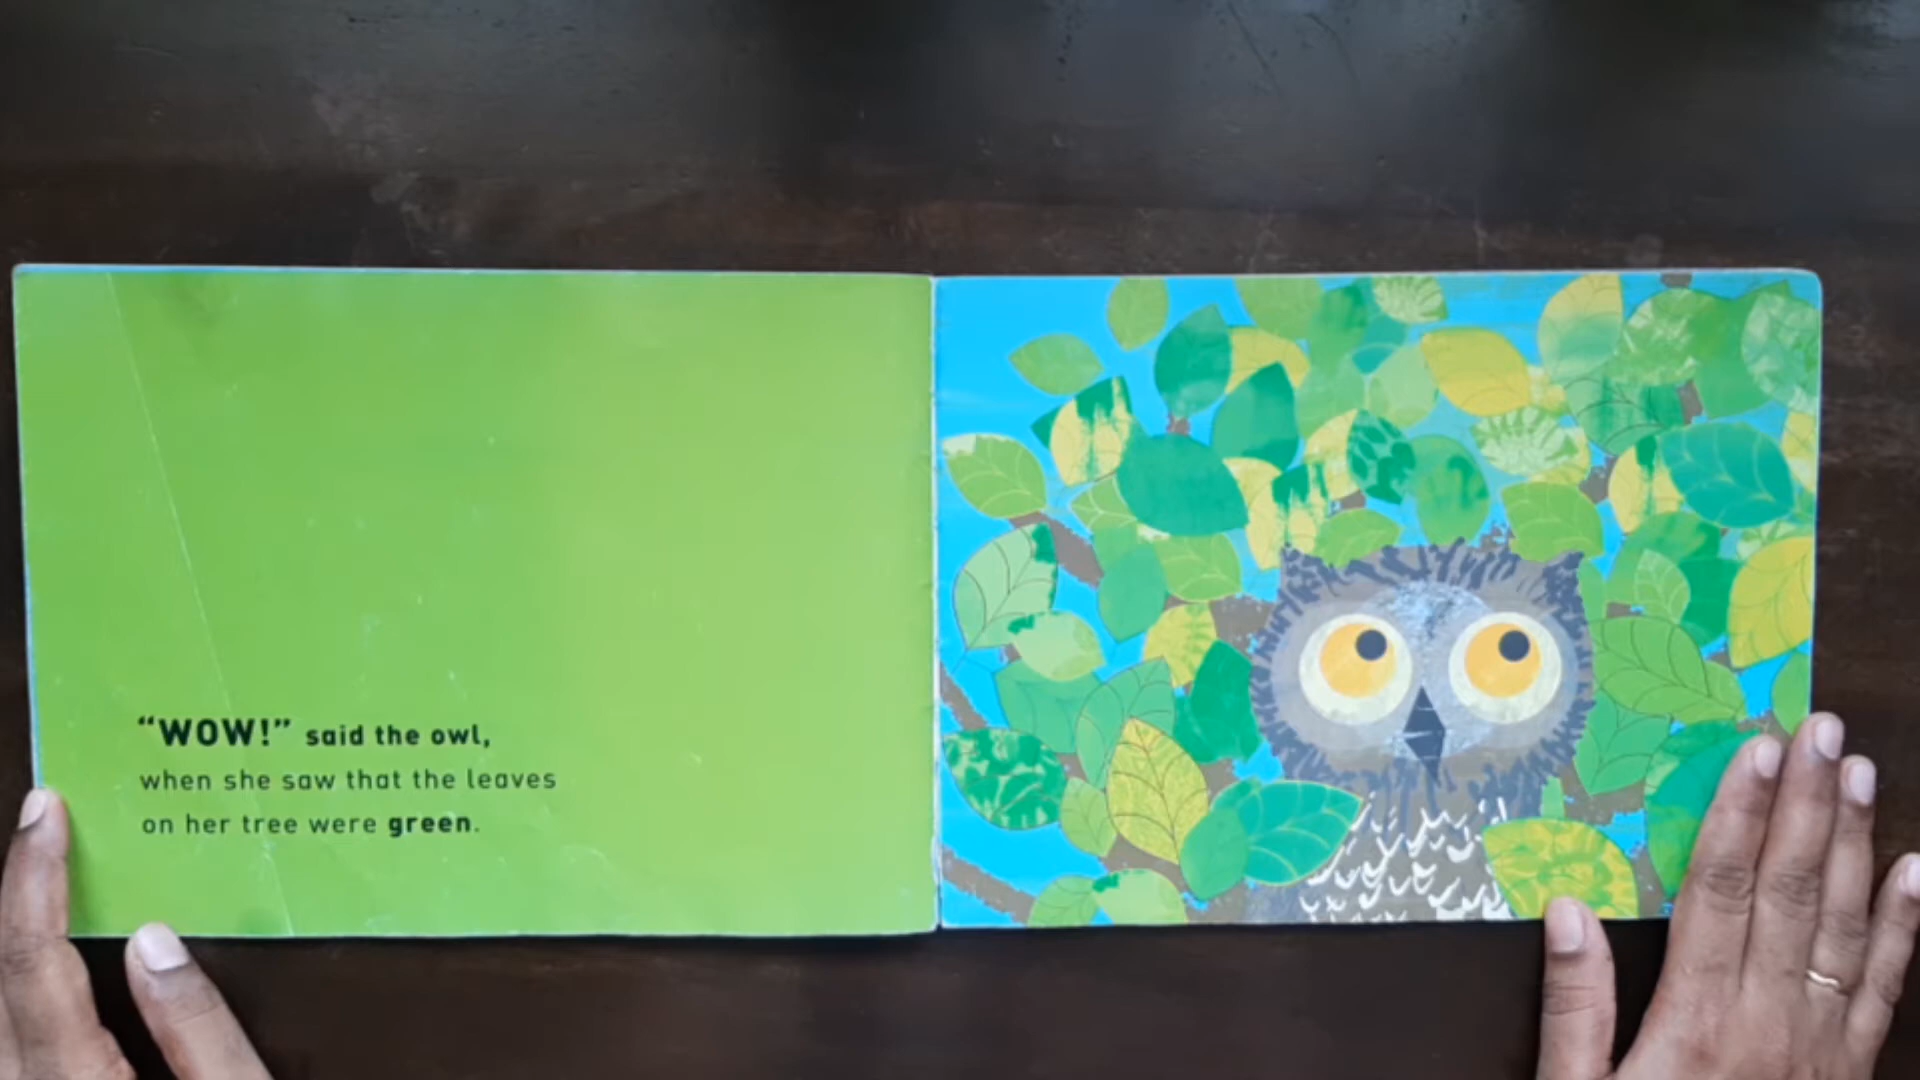 “WOW!” said the owl,
when she saw that the leaves
on her tree were green.